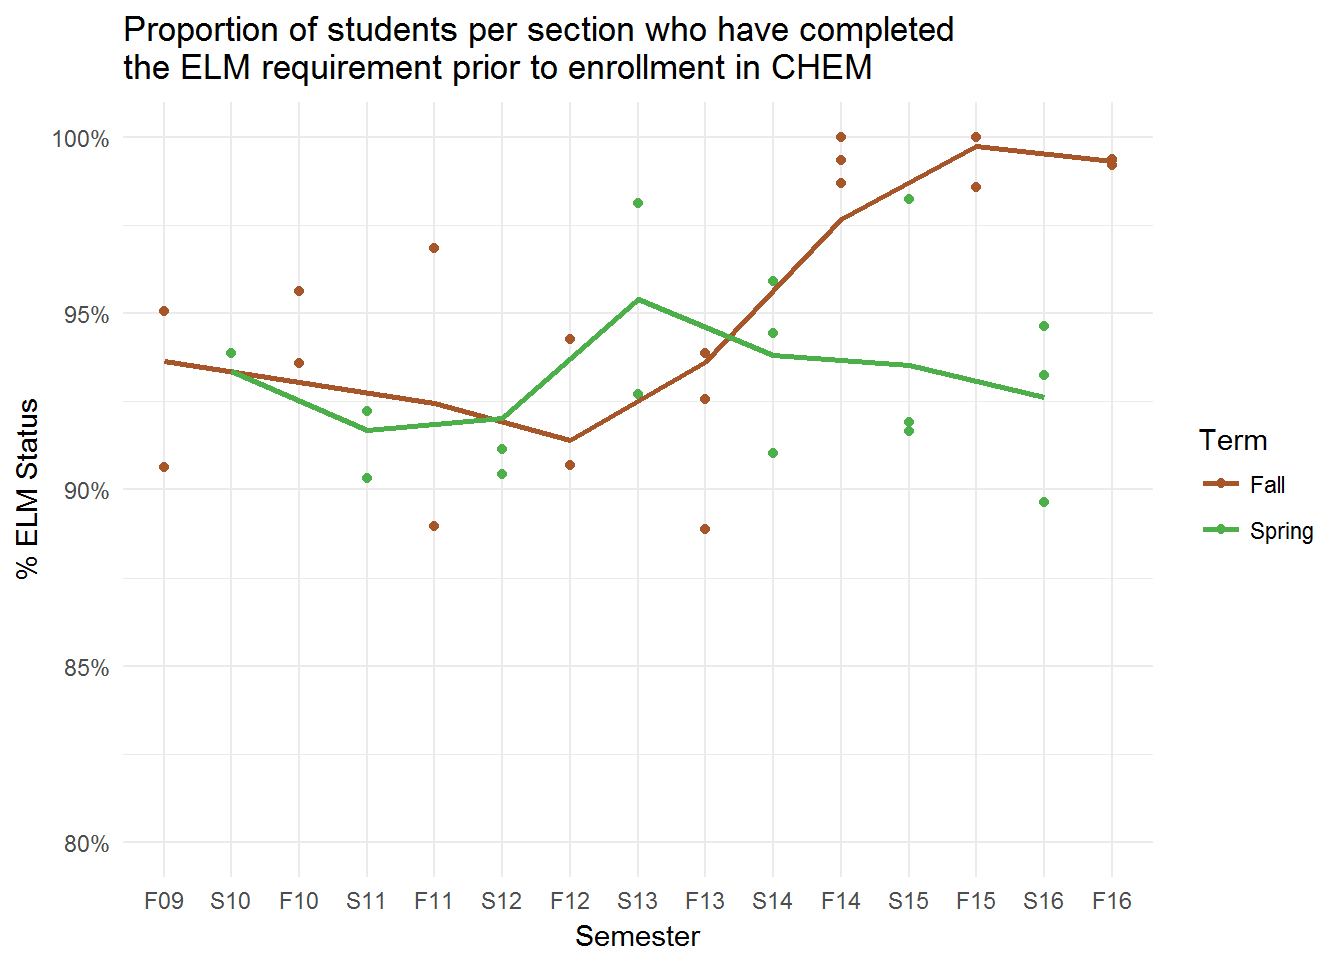 Proportion of students per section who have completed
the ELM requirement prior to enrollment in CHEM
100%
95%
90%
85%
80%
% ELM Status
F09 S10 F10 S11 F11 S12 F12 S13 F13 S14 F14 S15 F15 S16 F16
Semester
Term
Fall
Spring